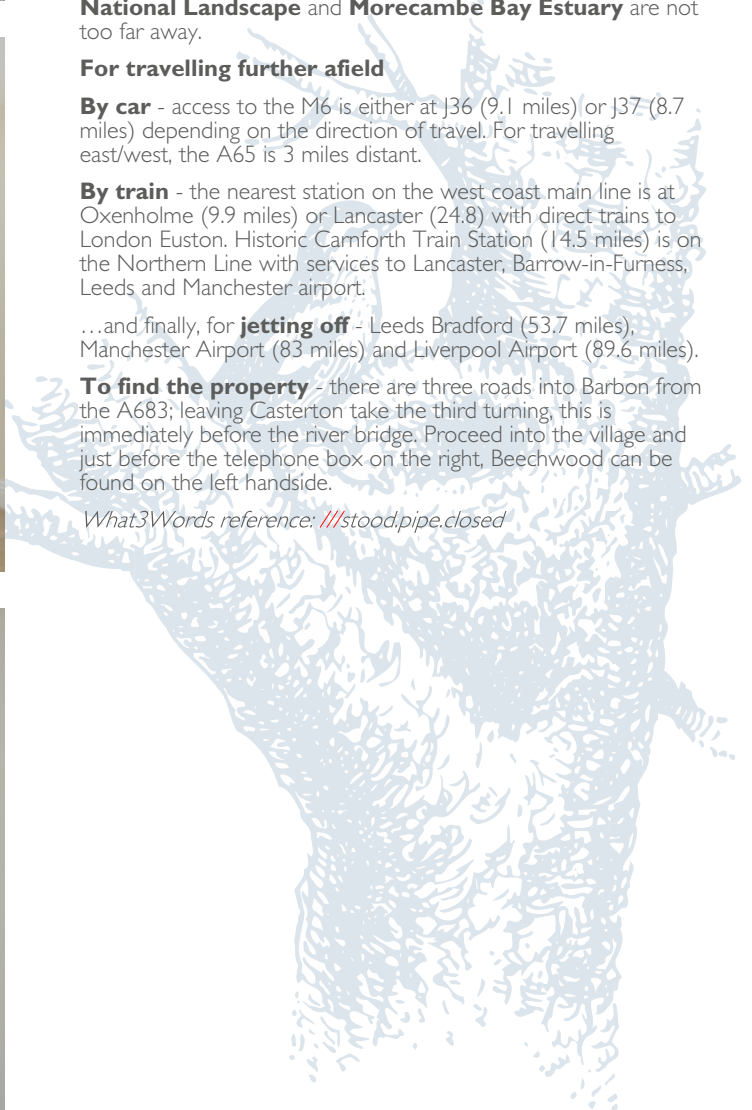 National Landscape and Morecambe Bay Estuary are not
too far away.
For travelling further afield
By car - access to the M6 is either at J36 (9.1 miles) or J37 (8.7
miles) depending on the direction of travel. For travelling
east/west, the A65 is 3 miles distant.
By train - the nearest station on the west coast main line is at
Oxenholme (9.9 miles) or Lancaster (24.8) with direct trains to
London Euston. Historic Carnforth Train Station (14.5 miles) is on
the Northern Line with services to Lancaster, Barrow-in-Furness,
Leeds and Manchester airport.
…and finally, for jetting off - Leeds Bradford (53.7 miles),
Manchester Airport (83 miles) and Liverpool Airport (89.6 miles).
To find the property - there are three roads into Barbon from
the A683; leaving Casterton take the third turning, this is
immediately before the river bridge. Proceed into the village and
just before the telephone box on the right, Beechwood can be
found on the left handside.
What3Words reference: ///stood.pipe.closed